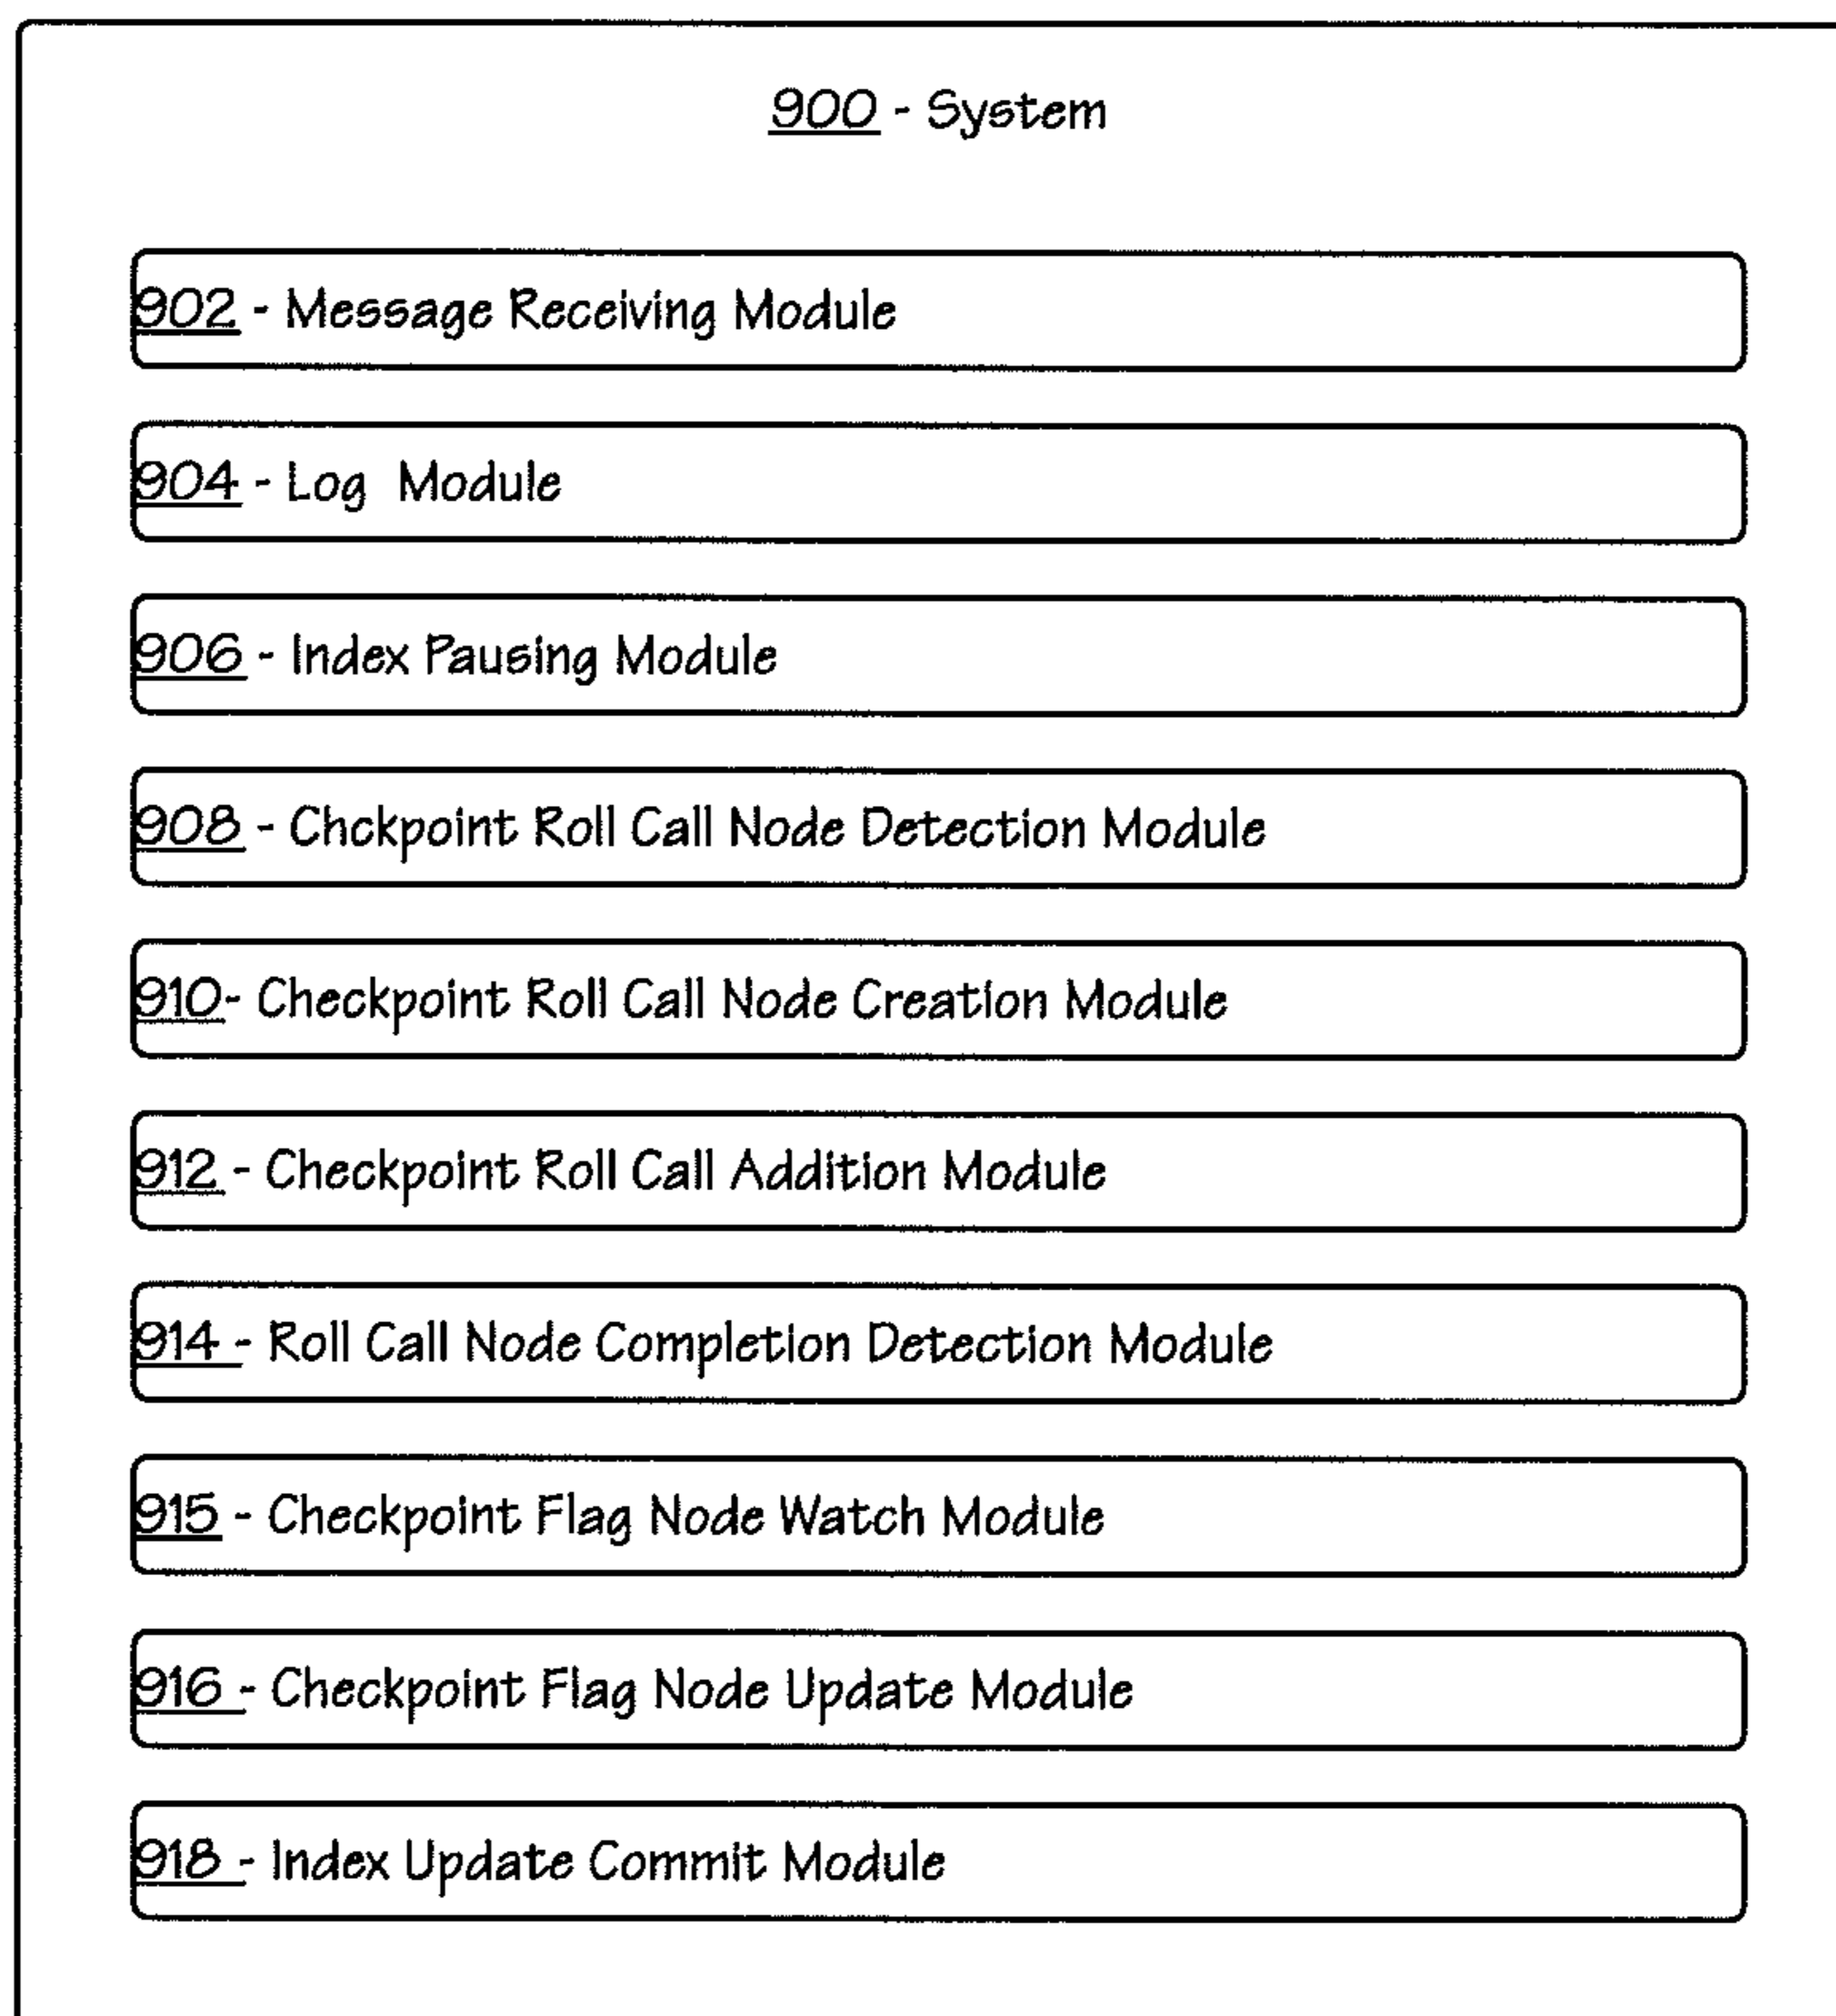 900 - System
902 - Message Receiving Module
904 - Log Module
906 - Index Pausing Module
908 - Chckpoint Roll Call Node Detection Module
910- Checkpoint Roll Call Node Creation Module
912 - Checkpoint Roll Call Addition Module
914 - Roll Call Node Completion Detection Module
915 - Checkpoint Flag Node Watch Module
916 - Checkpoint Flag Node Update Module
918 - Index Update Commit Module